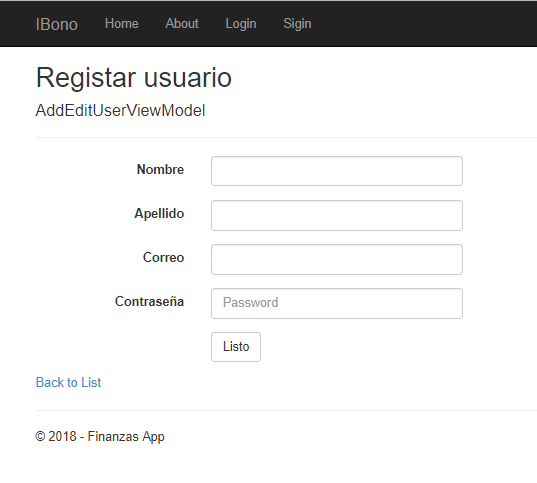 IBono Home About Login Sigin
Registar usuario
AddEditUserViewModel
Nombre
Apellido
Correo
Contraseña Password
Listo
Back to List
© 2018 - Finanzas App